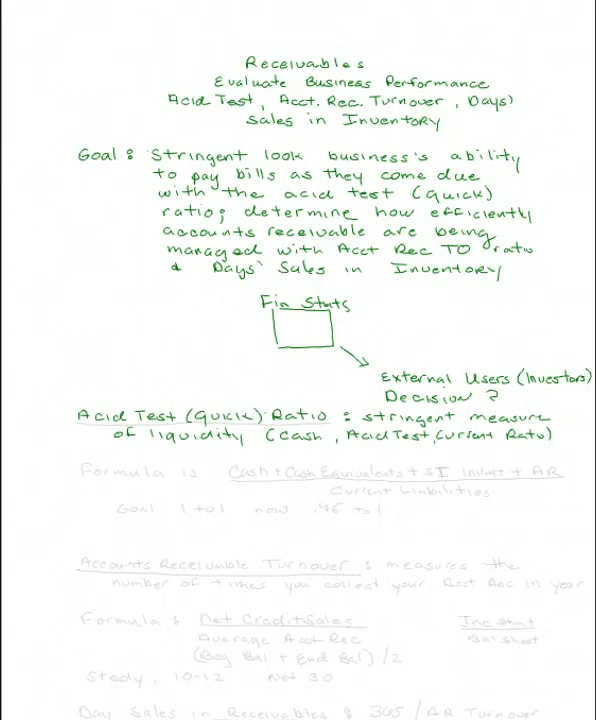 Receivables
Evaluate Business Performance
Acid Test, Acct. Rec. Turnover, Days'
Sales in Inventory
Goal: Stringent look business's ability
to pay bills as they come due
with the acid test (quick)
ratio; determine how efficiently
accounts receivable are being
managed with Acct Rec TO ratio
& Days' Sales in Inventory
Fin Stmts
External Users (Investors)
Decision?
Acid Test (Quick) Ratio: stringent measure
of liquidity (Cash, Acid Test, Current Ratio)
Formula is Cash + Cash Equivalents + ST Invmt + AR
Current Liabilities
Goal 1 to 1 now .46 to 1
Accounts Receivable Turnover: measures the
number of times you collect your Acct Rec in year
Formula: Net Credit Sales Inc Stmt
Average Acct Rec Bal Sheet
(Beg Bal + End Bal) / 2
Steady, 10-12 Net 30
Day Sales in Receivables: 365 / AR Turnover